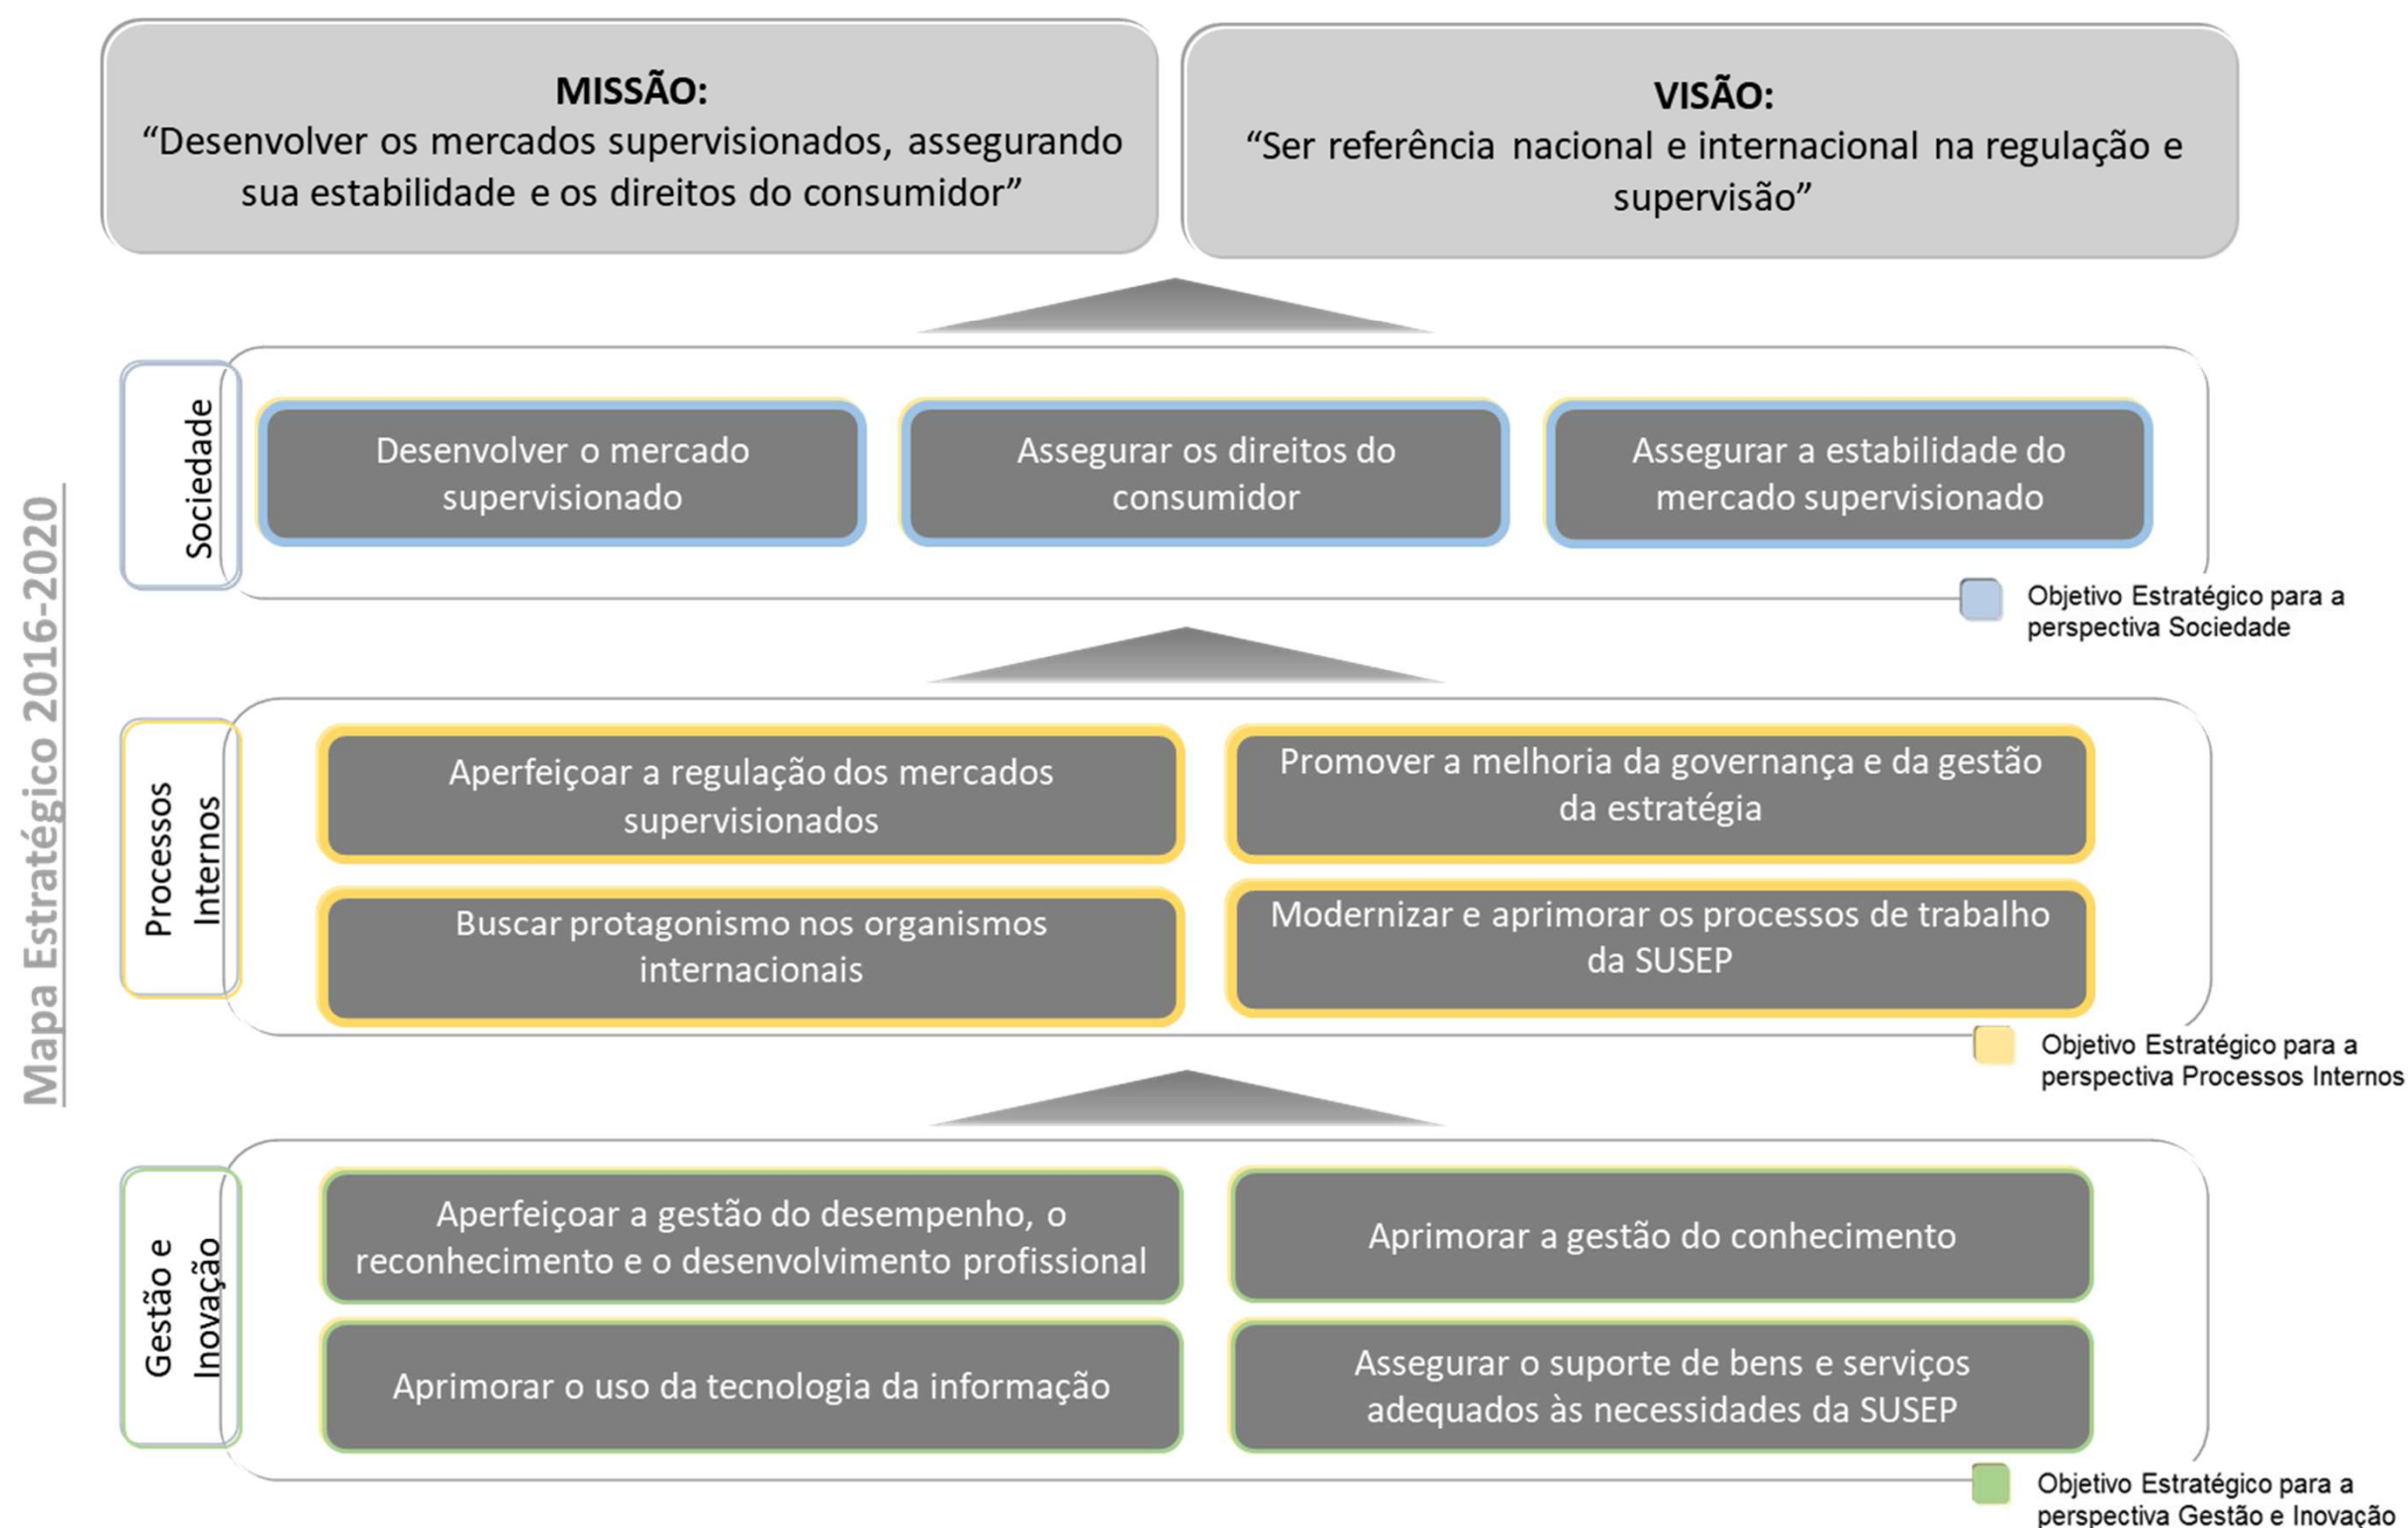 MISSÃO:
“Desenvolver os mercados supervisionados, assegurando
sua estabilidade e os direitos do consumidor”
VISÃO:
“Ser referência nacional e internacional na regulação e
supervisão”
Mapa Estratégico 2016-2020
Sociedade
Desenvolver o mercado
supervisionado
Assegurar os direitos do
consumidor
Assegurar a estabilidade do
mercado supervisionado
Objetivo Estratégico para a
perspectiva Sociedade
Processos
Internos
Aperfeiçoar a regulação dos mercados
supervisionados
Promover a melhoria da governança e da gestão
da estratégia
Buscar protagonismo nos organismos
internacionais
Modernizar e aprimorar os processos de trabalho
da SUSEP
Objetivo Estratégico para a
perspectiva Processos Internos
Gestão e
Inovação
Aperfeiçoar a gestão do desempenho, o
reconhecimento e o desenvolvimento profissional
Aprimorar a gestão do conhecimento
Aprimorar o uso da tecnologia da informação
Assegurar o suporte de bens e serviços
adequados às necessidades da SUSEP
Objetivo Estratégico para a
perspectiva Gestão e Inovação